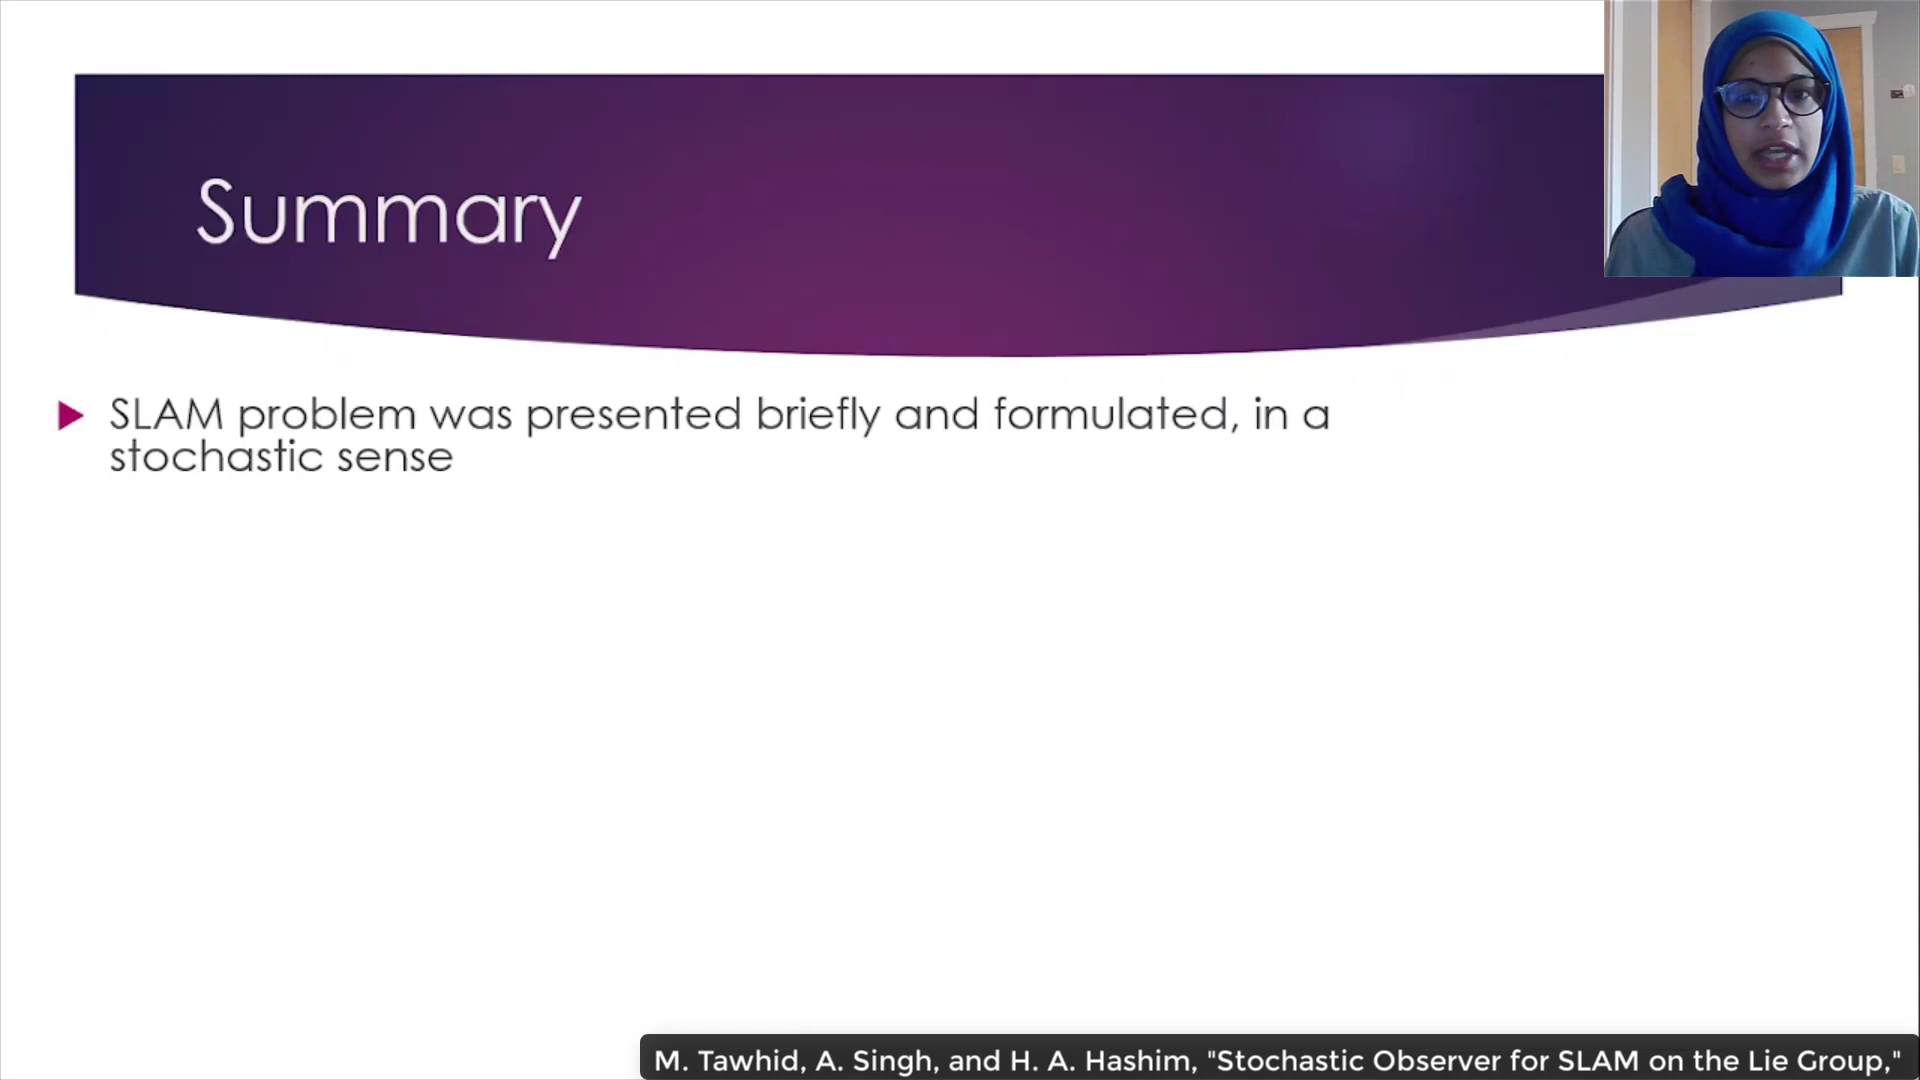 Summary
SLAM problem was presented briefly and formulated, in a
stochastic sense
M. Tawhid, A. Singh, and H. A. Hashim, "Stochastic Observer for SLAM on the Lie Group,"